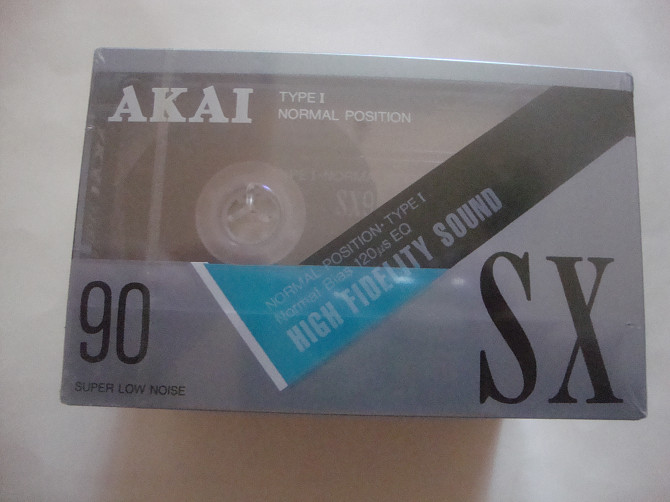 AKAI
TYPE I
NORMAL POSITION
NORMAL POSITION·TYPE I
Normal Bias 120µs EQ
HIGH FIDELITY SOUND
90
SUPER LOW NOISE
SX